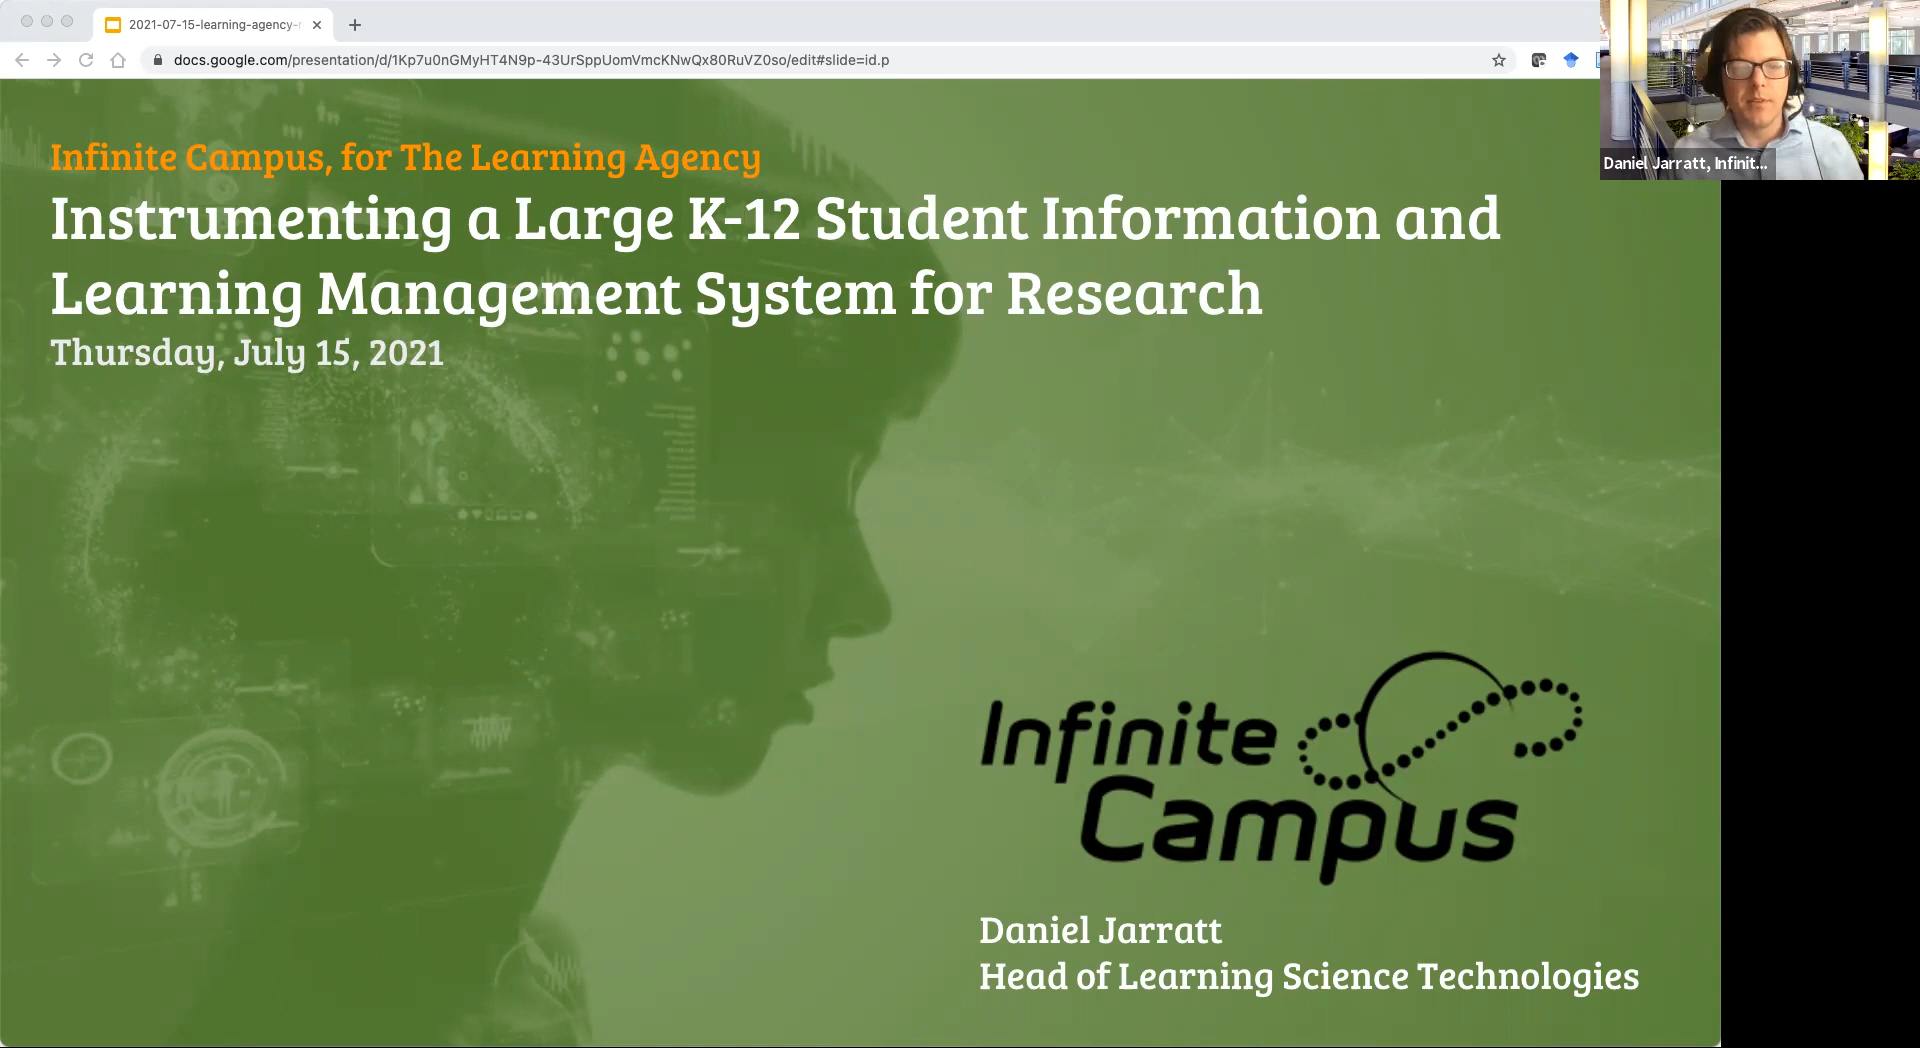 2021-07-15-learning-agency-
docs.google.com/presentation/d/1Kp7u0nGMyHT4N9p-43UrSppUomVmcKNwQx80RuVZ0so/edit#slide=id.p
Daniel Jarratt, Infinit...
Infinite Campus, for The Learning Agency
Instrumenting a Large K-12 Student Information and
Learning Management System for Research
Thursday, July 15, 2021
Infinite
Campus
Daniel Jarratt
Head of Learning Science Technologies